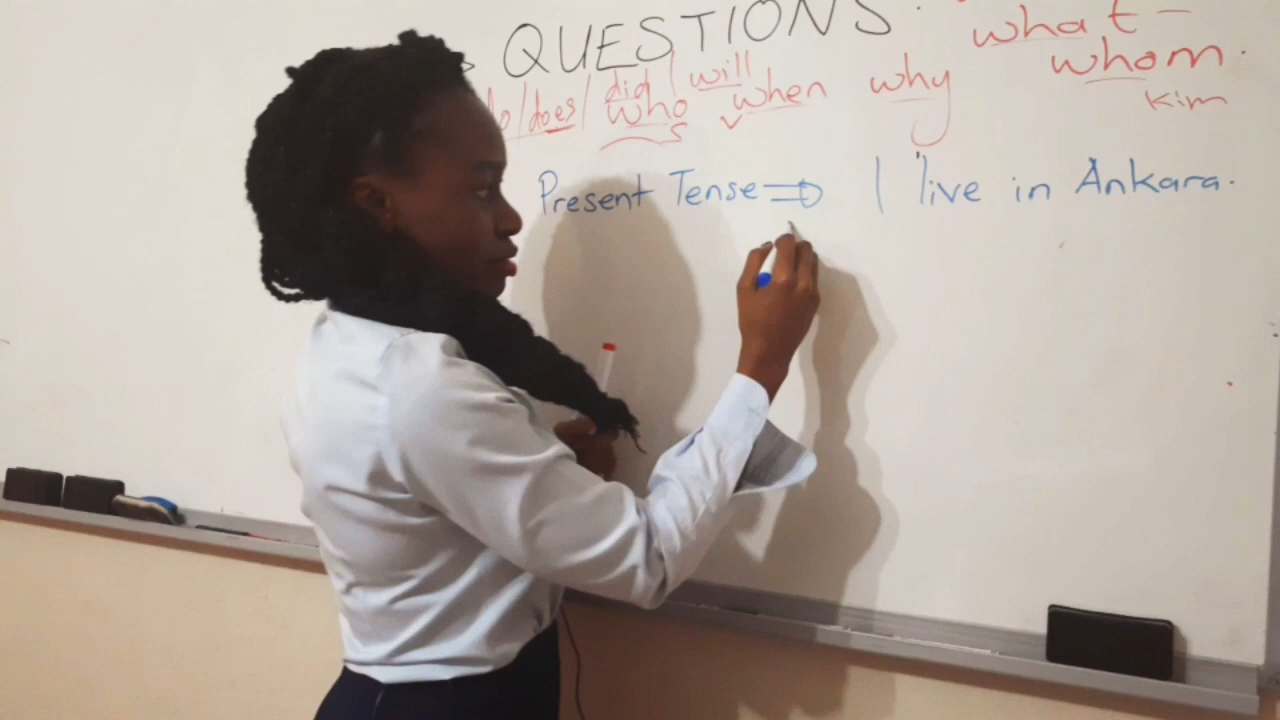 QUESTIONS.
what -
do/does/ did / will
who when why whom.
s v kim
Present Tense ⇒ I live in Ankara.